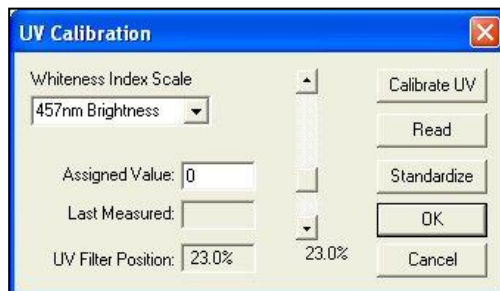 UV Calibration
Whiteness Index Scale
457nm Brightness
Assigned Value: 0
Last Measured:
UV Filter Position: 23.0%
23.0%
Calibrate UV
Read
Standardize
OK
Cancel